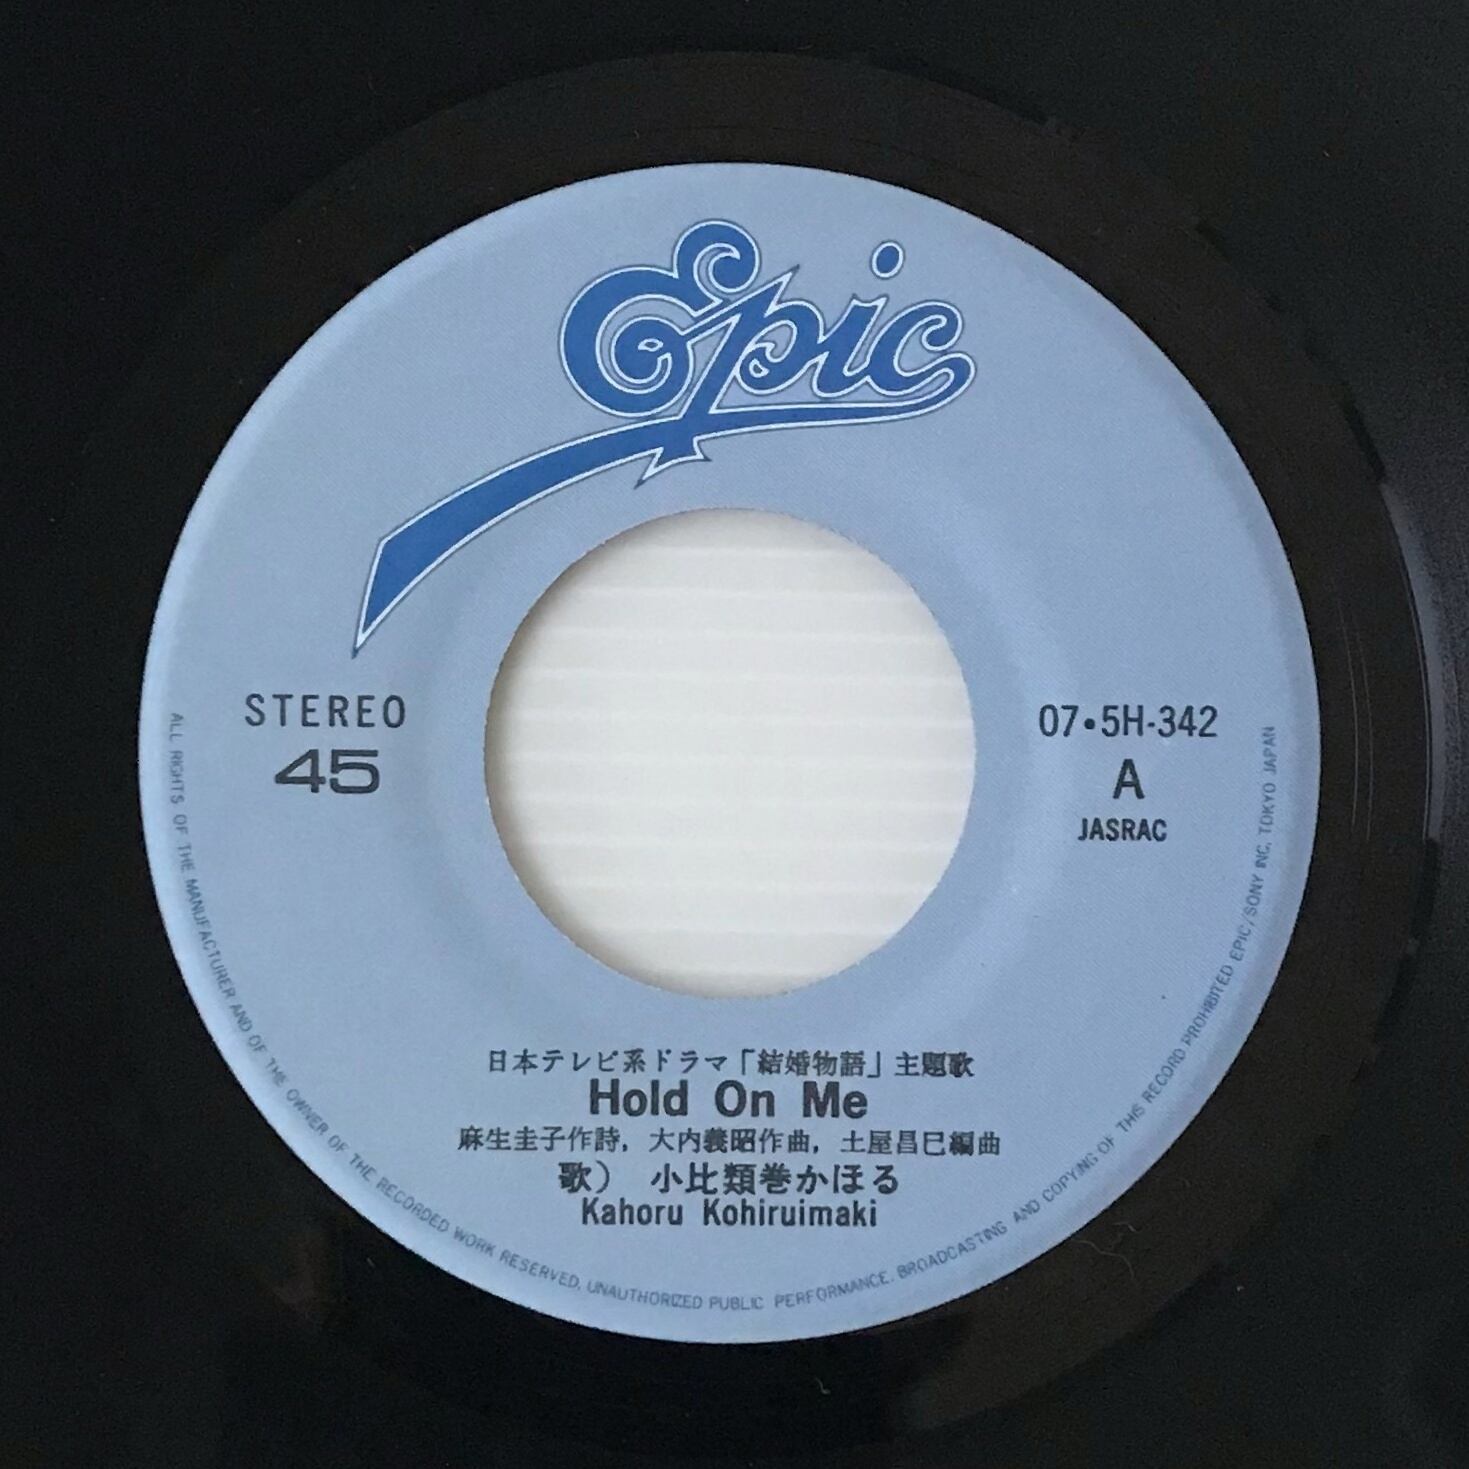 Epic
STEREO
45
07•5H-342
A
JASRAC
日本テレビ系ドラマ「結婚物語」主題歌
Hold On Me
麻生圭子作詩, 大内義昭作曲, 土屋昌巳編曲
歌） 小比類巻かほる
Kahoru Kohiruimaki
ALL RIGHTS OF THE MANUFACTURER AND OF THE OWNER OF THE RECORDED WORK RESERVED. UNAUTHORIZED PUBLIC PERFORMANCE. BROADCASTING AND COPYING OF THIS RECORD PROHIBITED EPIC/SONY INC. TOKYO JAPAN